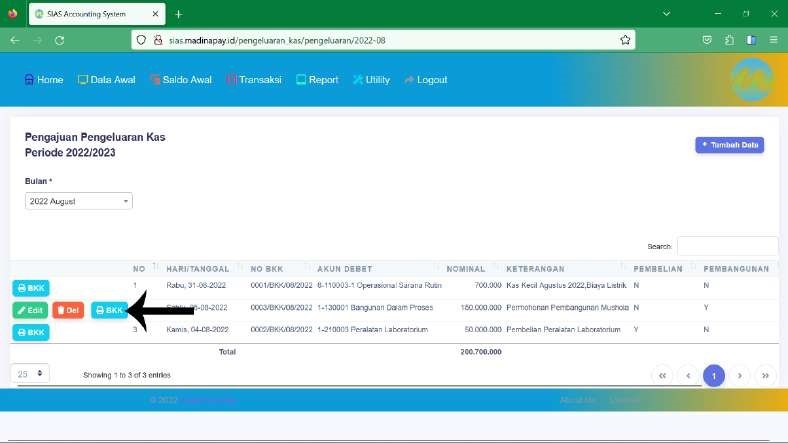 SIAS Accounting System
sias.madinapay.id/pengeluaran_kas/pengeluaran/2022-08
Home Data Awal Saldo Awal Transaksi Report Utility Logout
Pengajuan Pengeluaran Kas
Periode 2022/2023
+ Tambah Data
Bulan *
2022 August
Search:
NO HARI/TANGGAL NO BKK AKUN DEBET NOMINAL KETERANGAN PEMBELIAN PEMBANGUNAN
BKK 1 Rabu, 31-08-2022 0001/BKK/08/2022 6-110003-1 Operasional Sarana Rutin 700.000 Kas Kecil Agustus 2022,Biaya Listrik N N
Edit Del BKK 08-2022 0003/BKK/08/2022 1-130001 Bangunan Dalam Proses 150.000.000 Permohonan Pembangunan Mushola N Y
BKK 3 Kamis, 04-08-2022 0002/BKK/08/2022 1-210003 Peralatan Laboratorium 50.000.000 Pembelian Peralatan Laboratorium Y N
Total 200.700.000
25 Showing 1 to 3 of 3 entries « ‹ 1 › »
© 2022 About Us